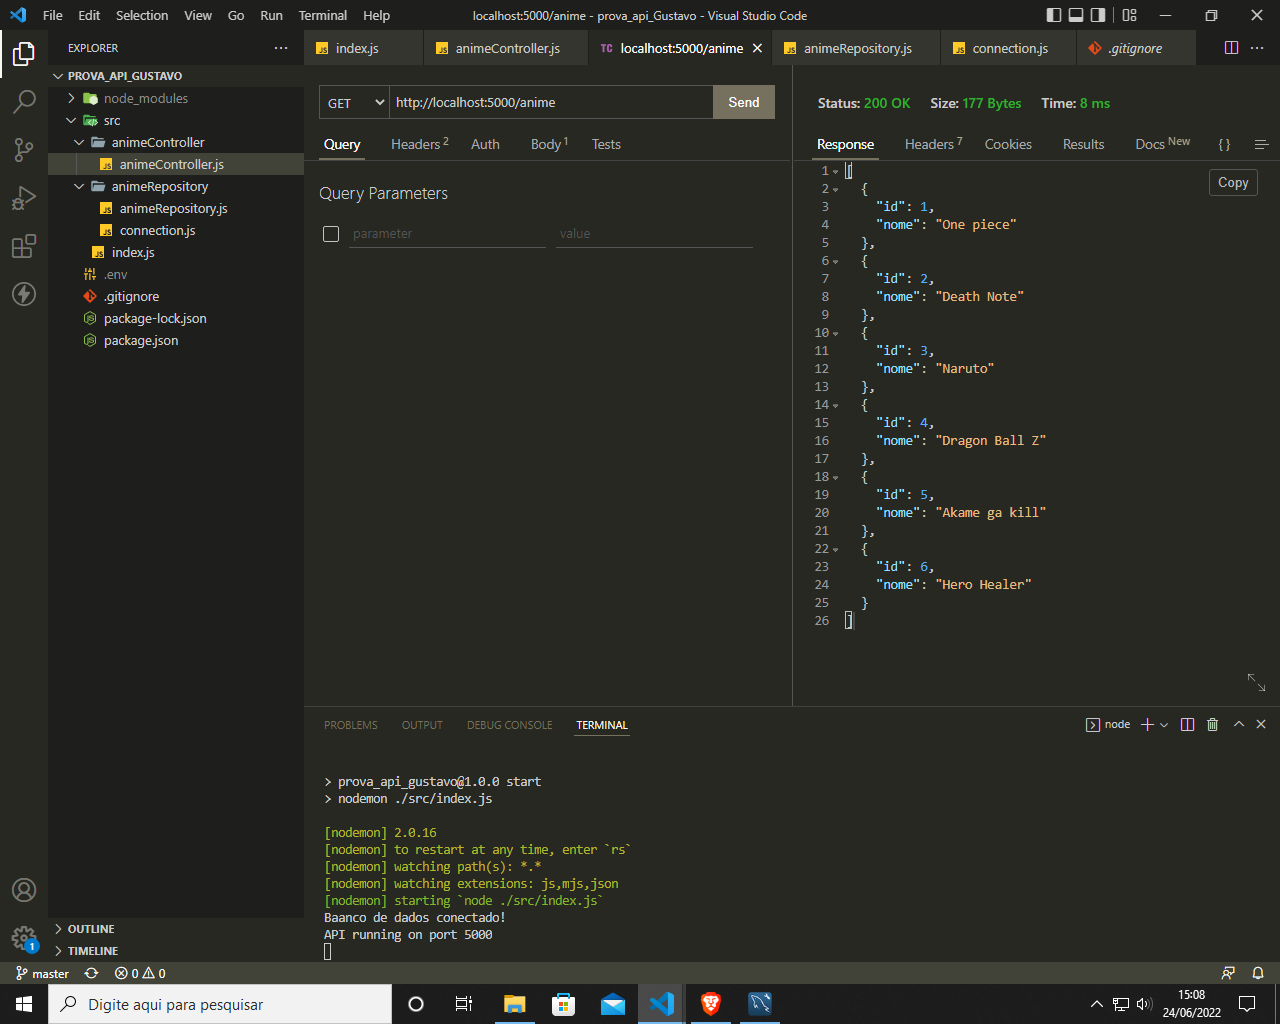 File Edit Selection View Go Run Terminal Help localhost:5000/anime - prova_api_Gustavo - Visual Studio Code
EXPLORER
PROVA_API_GUSTAVO
node_modules
src
animeController
animeController.js
animeRepository
animeRepository.js
connection.js
index.js
.env
.gitignore
package-lock.json
package.json
OUTLINE
TIMELINE
index.js animeController.js TC localhost:5000/anime animeRepository.js connection.js .gitignore
GET http://localhost:5000/anime Send
Query Headers 2 Auth Body 1 Tests
Query Parameters
parameter value
Status: 200 OK Size: 177 Bytes Time: 8 ms
Response Headers 7 Cookies Results Docs New { }
Copy
1 [
2 {
3 "id": 1,
4 "nome": "One piece"
5 },
6 {
7 "id": 2,
8 "nome": "Death Note"
9 },
10 {
11 "id": 3,
12 "nome": "Naruto"
13 },
14 {
15 "id": 4,
16 "nome": "Dragon Ball Z"
17 },
18 {
19 "id": 5,
20 "nome": "Akame ga kill"
21 },
22 {
23 "id": 6,
24 "nome": "Hero Healer"
25 }
26 ]
PROBLEMS OUTPUT DEBUG CONSOLE TERMINAL node
> prova_api_gustavo@1.0.0 start
> nodemon ./src/index.js
[nodemon] 2.0.16
[nodemon] to restart at any time, enter `rs`
[nodemon] watching path(s): *.*
[nodemon] watching extensions: js,mjs,json
[nodemon] starting `node ./src/index.js`
Baanco de dados conectado!
API running on port 5000
1
master 0 0
Digite aqui para pesquisar
15:08
24/06/2022